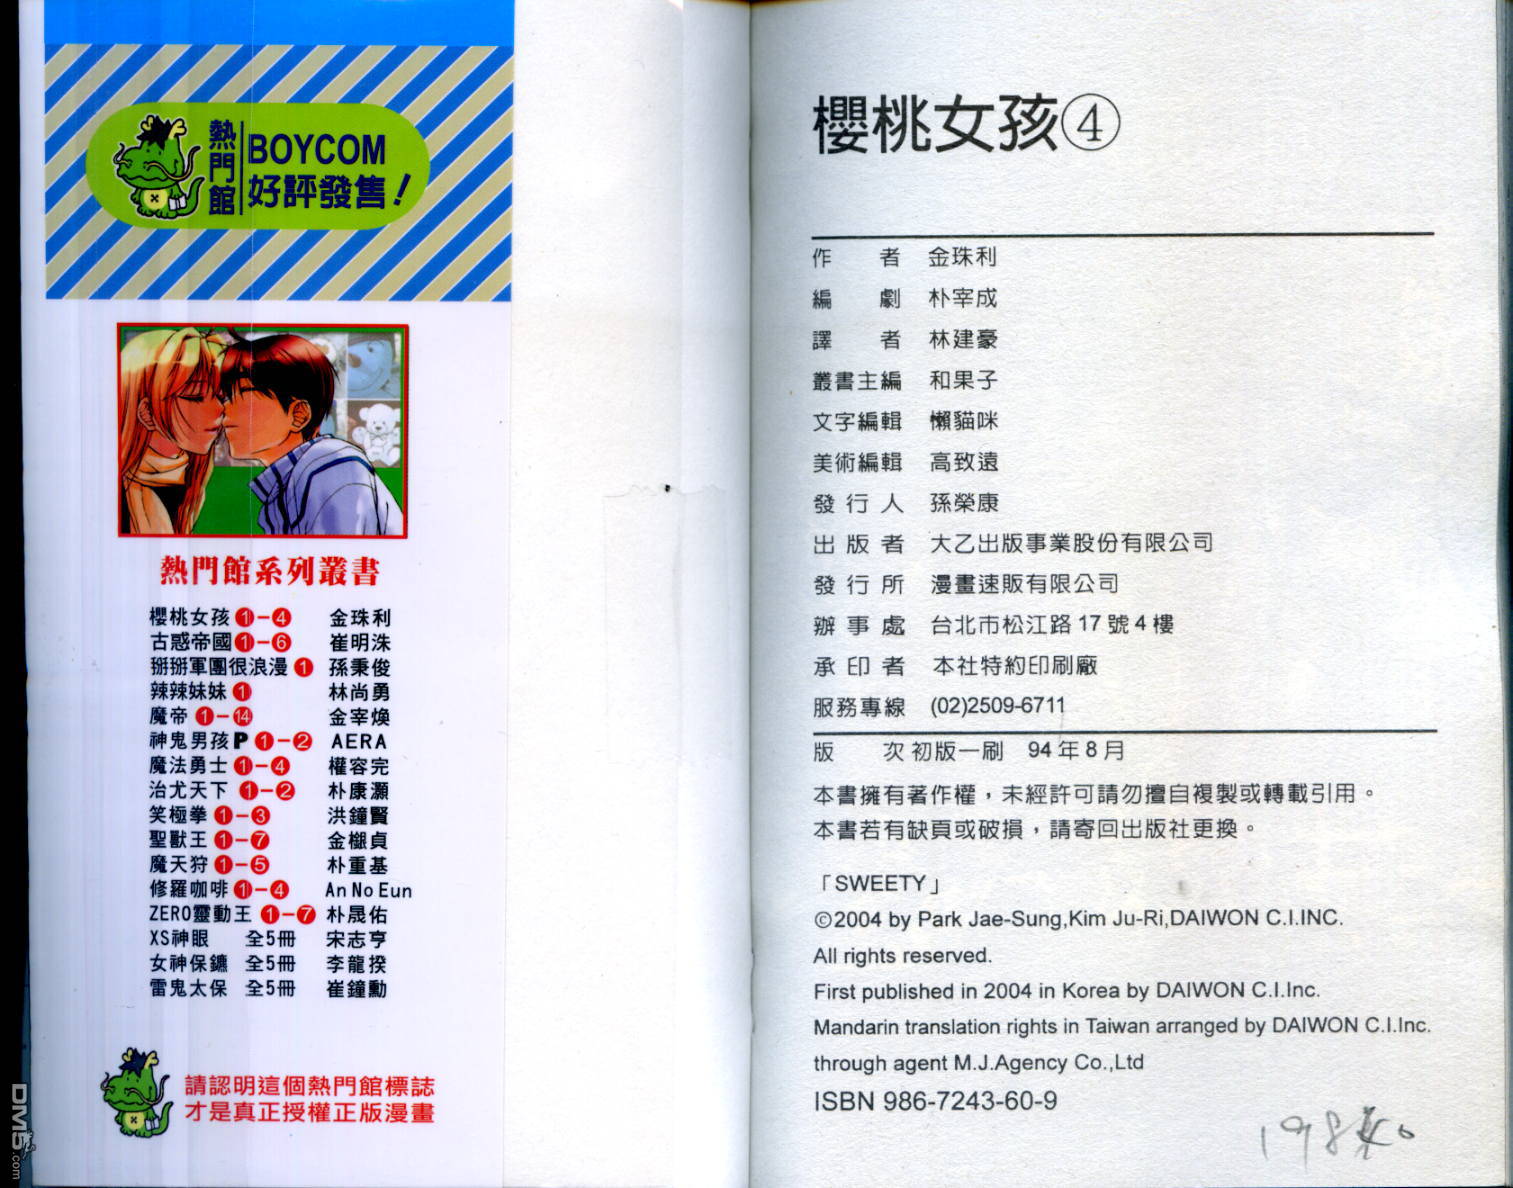 熱門館
BOYCOM
好評發售!
熱門館系列叢書
櫻桃女孩 1-4 金珠利
古惑帝國 1-6 崔明洙
掰掰軍團很浪漫 1 孫秉俊
辣辣妹妹 1 林尚勇
魔帝 1-14 金宰煥
神鬼男孩P 1-2 AERA
魔法勇士 1-4 權容完
治尤天下 1-2 朴康灝
笑極拳 1-3 洪鐘賢
聖獸王 1-7 金樧貞
魔天狩 1-5 朴重基
修羅咖啡 1-4 An No Eun
ZERO靈動王 1-7 朴晟佑
XS神眼 全5冊 宋志亨
女神保鑣 全5冊 李龍揆
雷鬼太保 全5冊 崔鐘勳
請認明這個熱門館標誌
才是真正授權正版漫畫
DM5.com
櫻桃女孩④
作者 金珠利
編劇 朴宰成
譯者 林建豪
叢書主編 和果子
文字編輯 懶貓咪
美術編輯 高致遠
發行人 孫榮康
出版者 大乙出版事業股份有限公司
發行所 漫畫速販有限公司
辦事處 台北市松江路17號4樓
承印者 本社特約印刷廠
服務專線 (02)2509-6711
版次 初版一刷 94年8月
本書擁有著作權，未經許可請勿擅自複製或轉載引用。
本書若有缺頁或破損，請寄回出版社更換。
「SWEETY」
©2004 by Park Jae-Sung,Kim Ju-Ri,DAIWON C.I.INC.
All rights reserved.
First published in 2004 in Korea by DAIWON C.I.Inc.
Mandarin translation rights in Taiwan arranged by DAIWON C.I.Inc.
through agent M.J.Agency Co.,Ltd
ISBN 986-7243-60-9